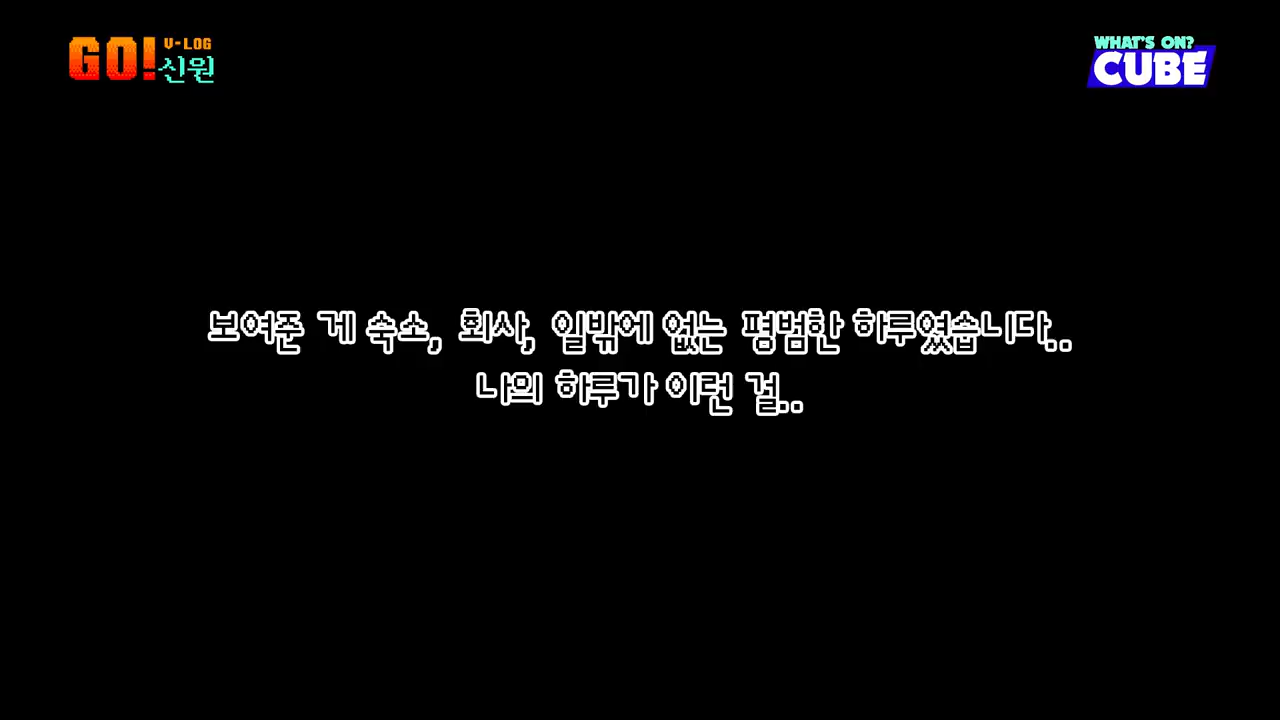 GO! V-LOG 신원
WHAT'S ON? CUBE
보여준 게 숙소, 회사, 일밖에 없는 평범한 하루였습니다..
나의 하루가 이런 걸..